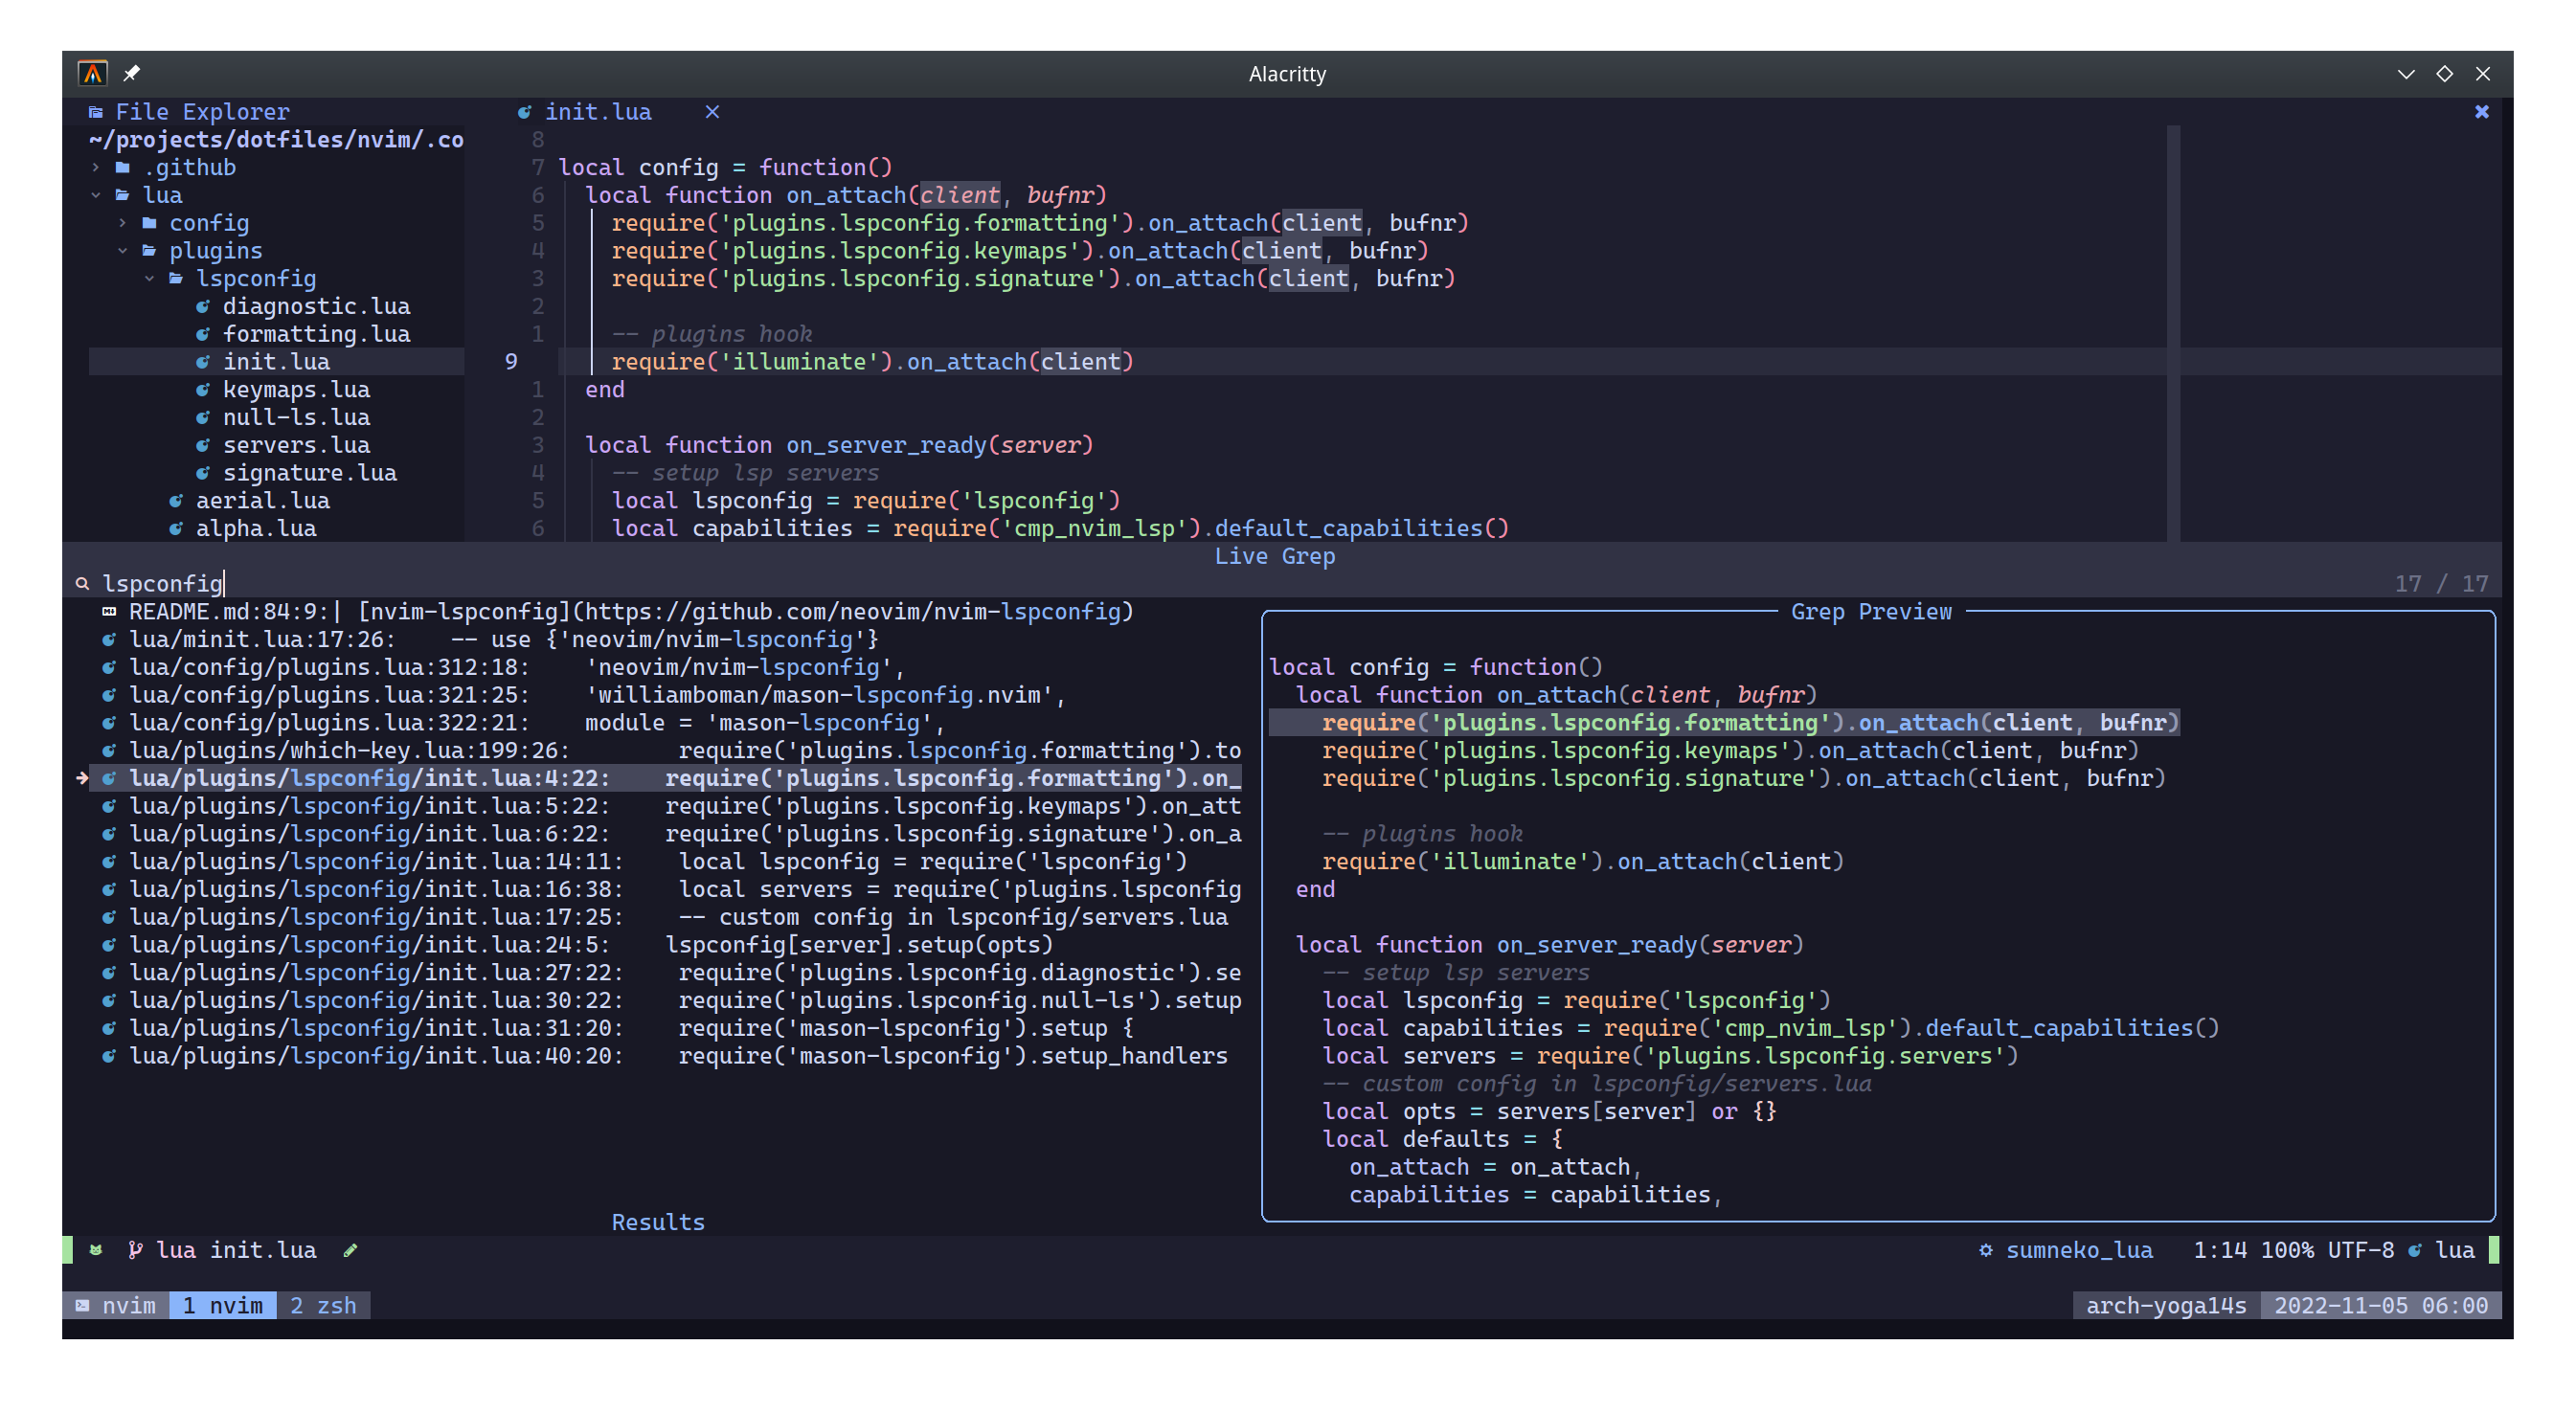 Alacritty
File Explorer
init.lua
~/projects/dotfiles/nvim/.co
.github
lua
config
plugins
lspconfig
diagnostic.lua
formatting.lua
init.lua
keymaps.lua
null-ls.lua
servers.lua
signature.lua
aerial.lua
alpha.lua
8
7 local config = function()
6 local function on_attach(client, bufnr)
5 require('plugins.lspconfig.formatting').on_attach(client, bufnr)
4 require('plugins.lspconfig.keymaps').on_attach(client, bufnr)
3 require('plugins.lspconfig.signature').on_attach(client, bufnr)
2
1 -- plugins hook
9 require('illuminate').on_attach(client)
1 end
2
3 local function on_server_ready(server)
4 -- setup lsp servers
5 local lspconfig = require('lspconfig')
6 local capabilities = require('cmp_nvim_lsp').default_capabilities()
Live Grep
lspconfig
17 / 17
README.md:84:9:| [nvim-lspconfig](https://github.com/neovim/nvim-lspconfig)
lua/minit.lua:17:26: -- use {'neovim/nvim-lspconfig'}
lua/config/plugins.lua:312:18: 'neovim/nvim-lspconfig',
lua/config/plugins.lua:321:25: 'williamboman/mason-lspconfig.nvim',
lua/config/plugins.lua:322:21: module = 'mason-lspconfig',
lua/plugins/which-key.lua:199:26: require('plugins.lspconfig.formatting').to
lua/plugins/lspconfig/init.lua:4:22: require('plugins.lspconfig.formatting').on_
lua/plugins/lspconfig/init.lua:5:22: require('plugins.lspconfig.keymaps').on_att
lua/plugins/lspconfig/init.lua:6:22: require('plugins.lspconfig.signature').on_a
lua/plugins/lspconfig/init.lua:14:11: local lspconfig = require('lspconfig')
lua/plugins/lspconfig/init.lua:16:38: local servers = require('plugins.lspconfig
lua/plugins/lspconfig/init.lua:17:25: -- custom config in lspconfig/servers.lua
lua/plugins/lspconfig/init.lua:24:5: lspconfig[server].setup(opts)
lua/plugins/lspconfig/init.lua:27:22: require('plugins.lspconfig.diagnostic').se
lua/plugins/lspconfig/init.lua:30:22: require('plugins.lspconfig.null-ls').setup
lua/plugins/lspconfig/init.lua:31:20: require('mason-lspconfig').setup {
lua/plugins/lspconfig/init.lua:40:20: require('mason-lspconfig').setup_handlers
Results
Grep Preview
local config = function()
local function on_attach(client, bufnr)
require('plugins.lspconfig.formatting').on_attach(client, bufnr)
require('plugins.lspconfig.keymaps').on_attach(client, bufnr)
require('plugins.lspconfig.signature').on_attach(client, bufnr)
-- plugins hook
require('illuminate').on_attach(client)
end
local function on_server_ready(server)
-- setup lsp servers
local lspconfig = require('lspconfig')
local capabilities = require('cmp_nvim_lsp').default_capabilities()
local servers = require('plugins.lspconfig.servers')
-- custom config in lspconfig/servers.lua
local opts = servers[server] or {}
local defaults = {
on_attach = on_attach,
capabilities = capabilities,
lua init.lua
sumneko_lua 1:14 100% UTF-8 lua
nvim 1 nvim 2 zsh
arch-yoga14s 2022-11-05 06:00